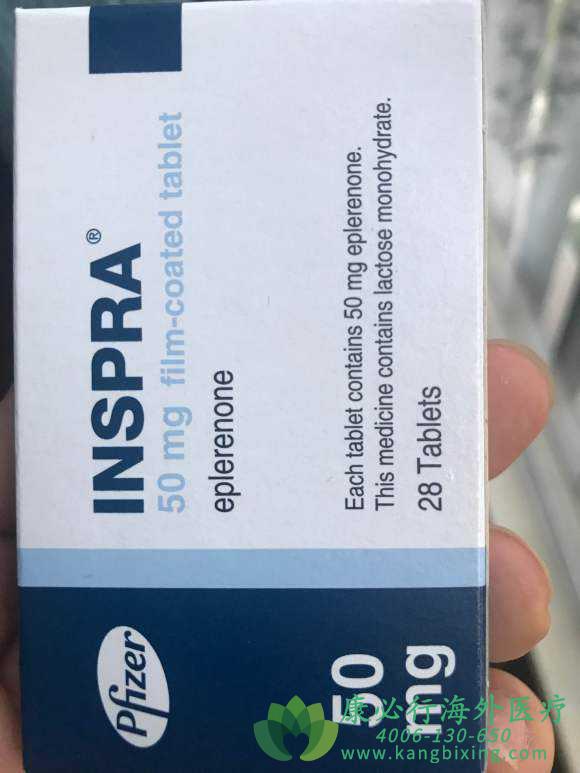 INSPRA®
50 mg film-coated tablet
eplerenone
Each tablet contains 50 mg eplerenone.
This medicine contains lactose monohydrate.
28 Tablets
Pfizer
50
mg
康必行海外医疗
4006-130-650
www.kangbixing.com